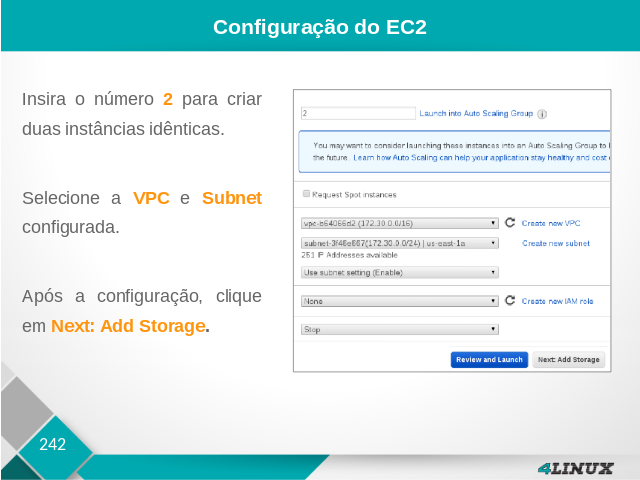 Configuração do EC2
Insira o número 2 para criar
duas instâncias idênticas.
Selecione a VPC e Subnet
configurada.
Após a configuração, clique
em Next: Add Storage.
2
Launch into Auto Scaling Group
You may want to consider launching these instances into an Auto Scaling Group to
the future. Learn how Auto Scaling can help your application stay healthy and cost
Request Spot instances
vpc-b64066d2 (172.30.0.0/16)
Create new VPC
(172.30.0.0/24) | us-east-1a
Create new subnet
251 IP Addresses available
Use subnet setting (Enable)
None
Create new IAM role
Stop
Review and Launch
Next: Add Storage
242
4LINUX